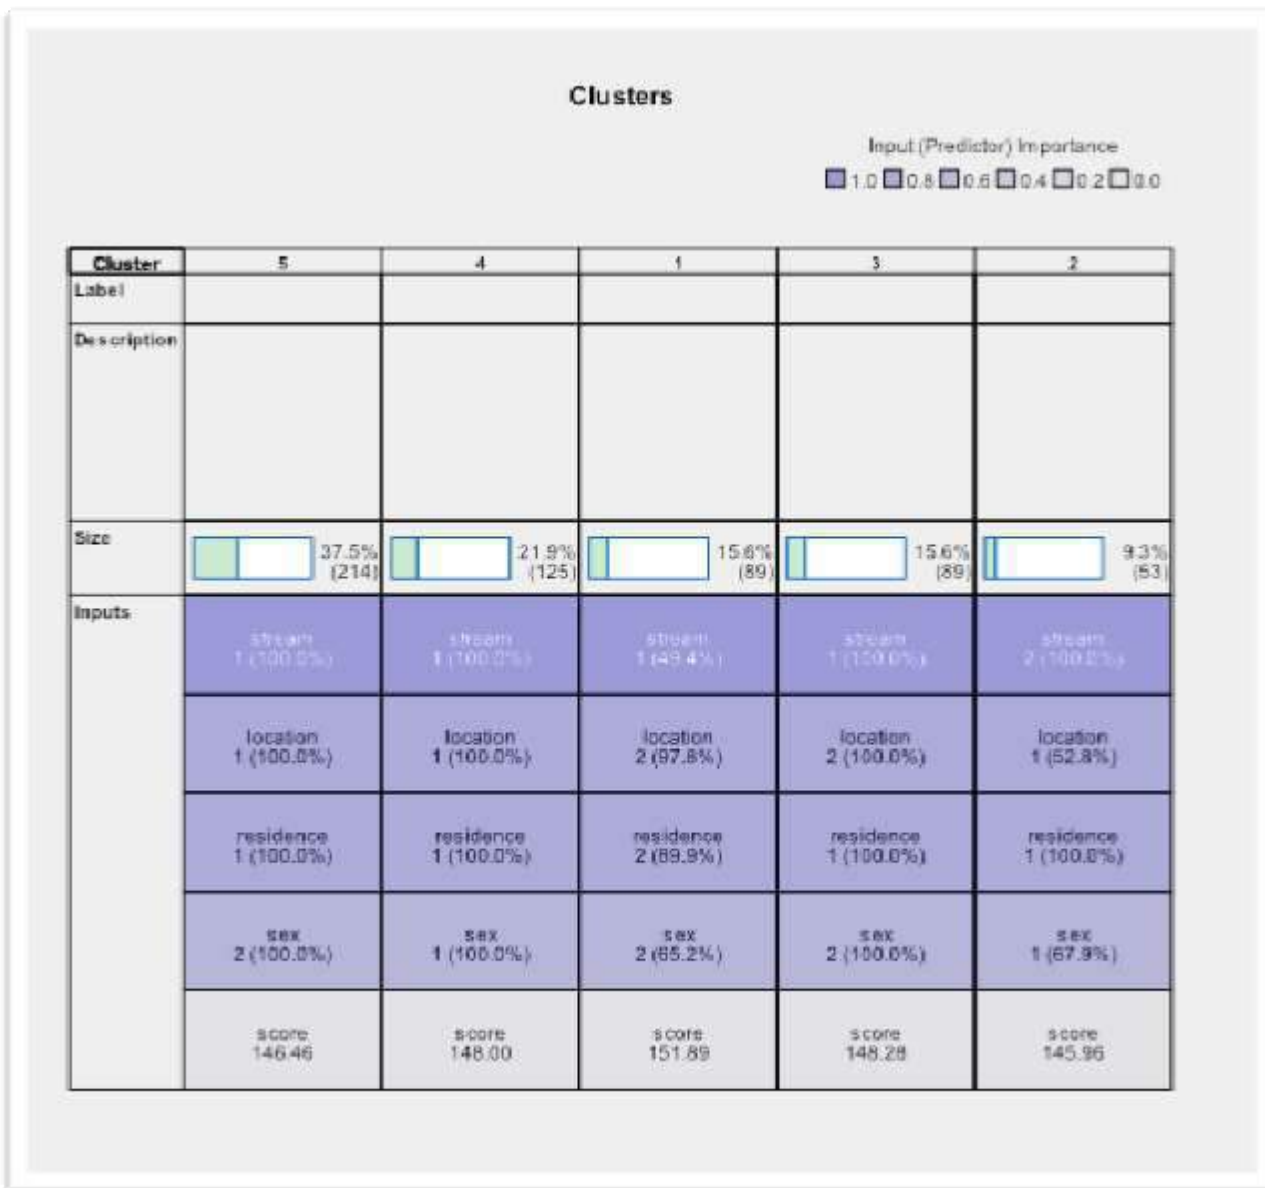 Clusters
Input (Predictor) Importance
1.0 0.8 0.6 0.4 0.2 0.0
Cluster 5 4 1 3 2
Label
Description
Size
37.5% 21.9% 15.6% 15.6% 9.3%
(214) (125) (89) (89) (53)
Inputs
stream stream stream stream stream
1 (100.0%) 1 (100.0%) 1 (49.4%) 1 (100.0%) 2 (100.0%)
location location location location location
1 (100.0%) 1 (100.0%) 2 (97.8%) 2 (100.0%) 1 (52.8%)
residence residence residence residence residence
1 (100.0%) 1 (100.0%) 2 (89.9%) 1 (100.0%) 1 (100.0%)
sex sex sex sex sex
2 (100.0%) 1 (100.0%) 2 (65.2%) 2 (100.0%) 1 (67.9%)
score score score score score
146.46 148.00 151.89 148.28 145.96